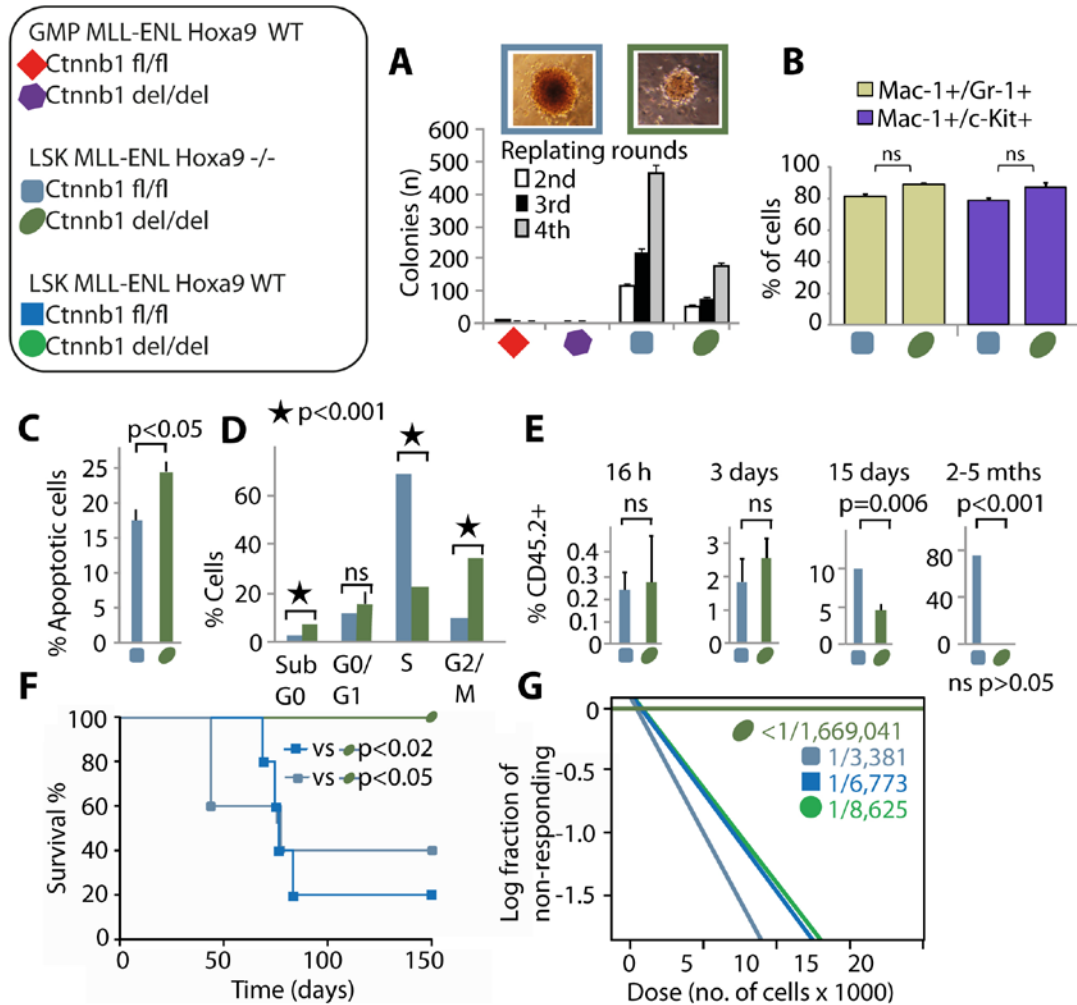 GMP MLL-ENL Hoxa9 WT
Ctnnb1 fl/fl
Ctnnb1 del/del
LSK MLL-ENL Hoxa9 -/-
Ctnnb1 fl/fl
Ctnnb1 del/del
LSK MLL-ENL Hoxa9 WT
Ctnnb1 fl/fl
Ctnnb1 del/del
A
Colonies (n)
600
500
400
300
200
100
0
Replating rounds
2nd
3rd
4th
B
Mac-1+/Gr-1+
Mac-1+/c-Kit+
ns
ns
% of cells
100
80
60
40
20
0
C
p<0.05
% Apoptotic cells
25
20
15
10
5
0
D
p<0.001
% Cells
60
40
20
0
ns
Sub G0
G0/ G1
S
G2/ M
E
16 h
3 days
15 days
2-5 mths
ns
ns
p=0.006
p<0.001
% CD45.2+
0.4
0.3
0.2
0.2
0
3
2
1
0
10
5
0
80
40
0
ns p>0.05
F
Survival %
100
80
60
40
20
0
vs p<0.02
vs p<0.05
0
50
100
150
Time (days)
G
Log fraction of
non-responding
0
-0.5
-1.0
-1.5
<1/1,669,041
1/3,381
1/6,773
1/8,625
0
5
10
15
20
Dose (no. of cells x 1000)